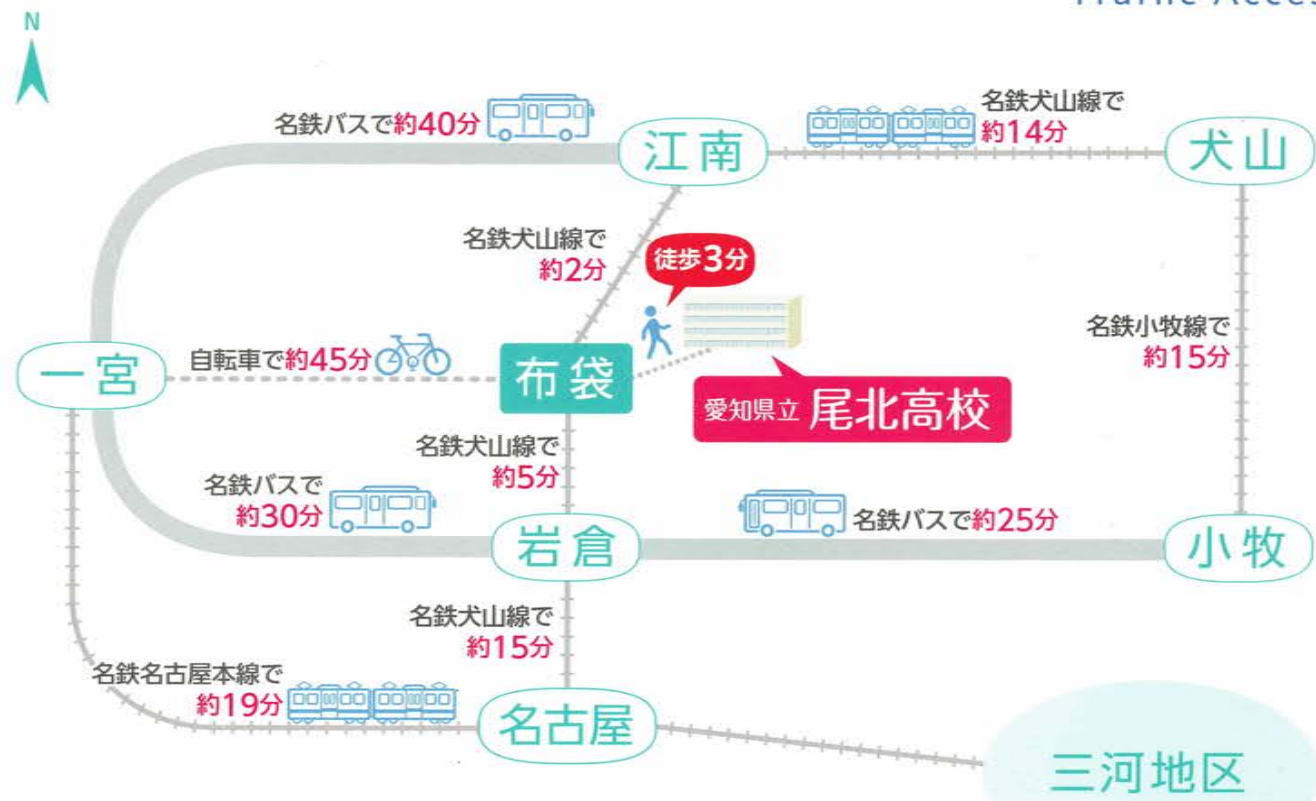 Traffic Acces
N
名鉄バスで約40分
江南
名鉄犬山線で
約14分
犬山
名鉄犬山線で
約2分
徒歩3分
名鉄小牧線で
約15分
一宮
自転車で約45分
布袋
愛知県立 尾北高校
名鉄犬山線で
約5分
名鉄バスで
約30分
岩倉
名鉄バスで約25分
小牧
名鉄犬山線で
約15分
名鉄名古屋本線で
約19分
名古屋
三河地区